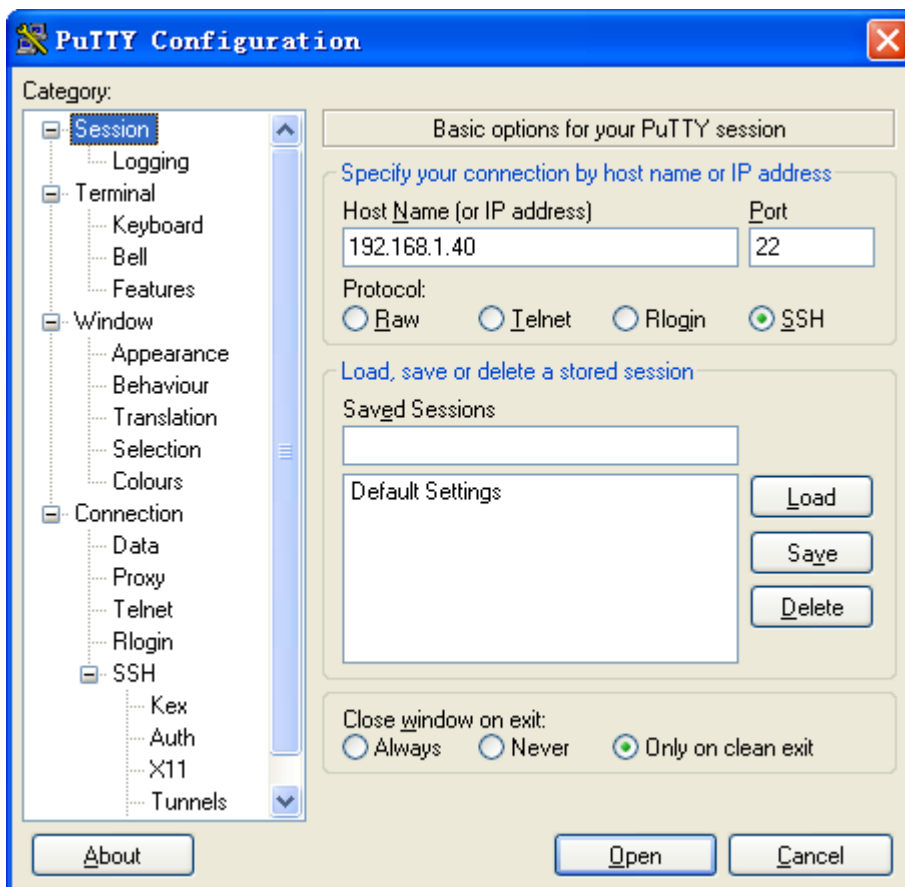 PuTTY Configuration
Category:
Session
Logging
Terminal
Keyboard
Bell
Features
Window
Appearance
Behaviour
Translation
Selection
Colours
Connection
Data
Proxy
Telnet
Rlogin
SSH
Kex
Auth
X11
Tunnels
Basic options for your PuTTY session
Specify your connection by host name or IP address
Host Name (or IP address) Port
192.168.1.40 22
Protocol:
Raw Telnet Rlogin SSH
Load, save or delete a stored session
Saved Sessions
Default Settings
Load
Save
Delete
Close window on exit:
Always Never Only on clean exit
About Open Cancel